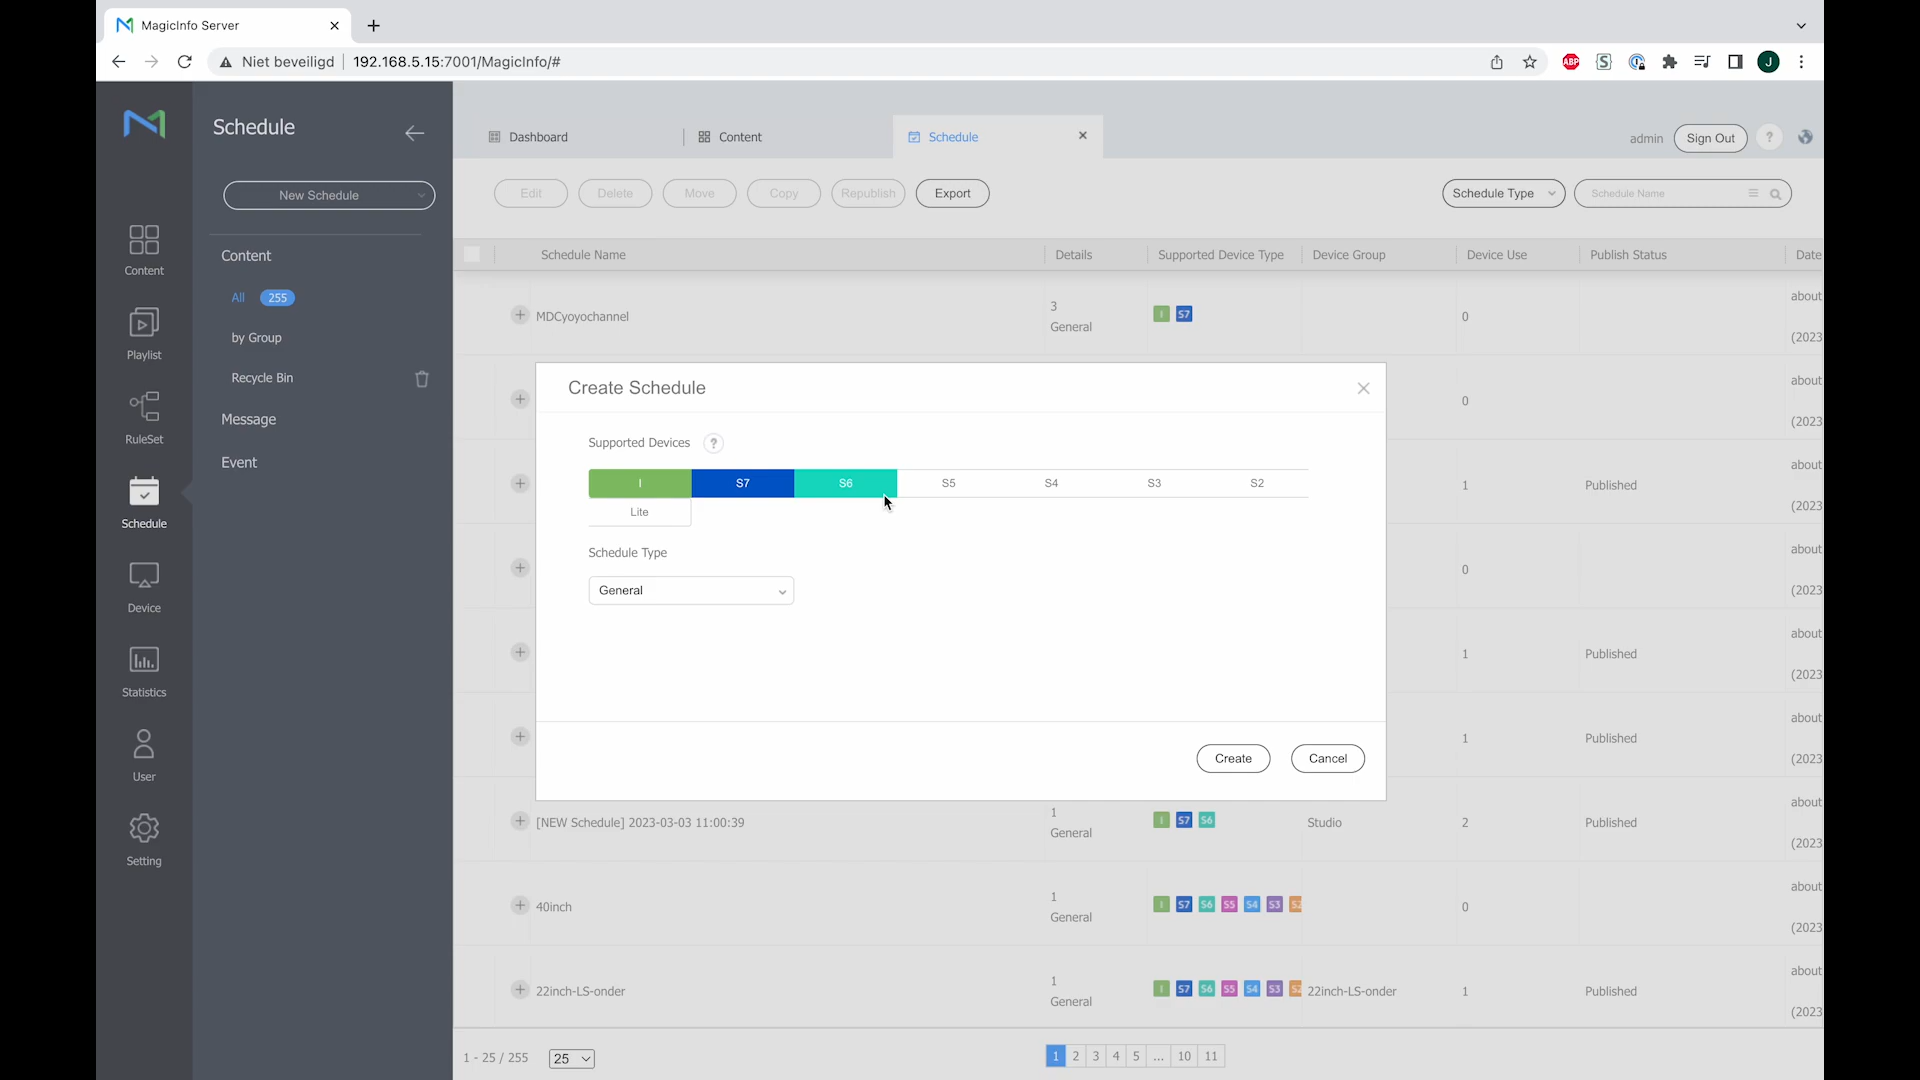 MagicInfo Server
Niet beveiligd
192.168.5.15:7001/MagicInfo/#
ABP
S
J
Schedule
New Schedule
Content
All 255
by Group
Recycle Bin
Message
Event
Content
Playlist
RuleSet
Schedule
Device
Statistics
User
Setting
Dashboard
Content
Schedule
admin
Sign Out
?
Edit
Delete
Move
Copy
Republish
Export
Schedule Type
Schedule Name
Schedule Name Details Supported Device Type Device Group Device Use Publish Status Date
MDCyoyochannel
3
General
I S7
0
about
(2023
about
0
(2023
about
1 Published
(2023
about
0
(2023
about
1 Published
(2023
about
1 Published
(2023
Create Schedule
Supported Devices ?
I S7 S6 S5 S4 S3 S2
Lite
Schedule Type
General
Create
Cancel
[NEW Schedule] 2023-03-03 11:00:39
1
General
I S7 S6
Studio
2
Published
about
(2023
40inch
1
General
I S7 S6 S5 S4 S3 S2
0
about
(2023
22inch-LS-onder
1
General
I S7 S6 S5 S4 S3 S2
22inch-LS-onder
1
Published
about
(2023
1 - 25 / 255
25
1 2 3 4 5 ... 10 11